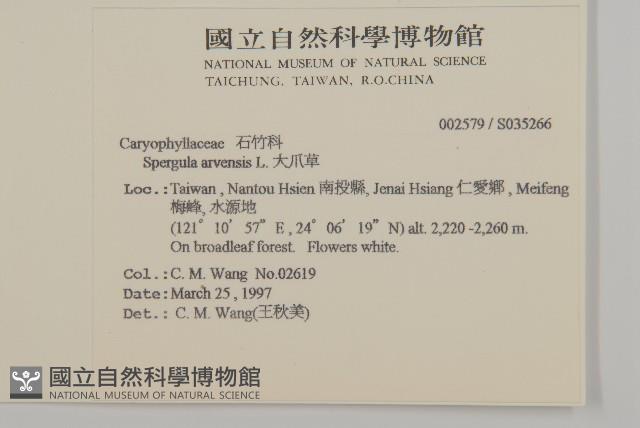 國立自然科學博物館
NATIONAL MUSEUM OF NATURAL SCIENCE
TAICHUNG, TAIWAN, R.O.CHINA
002579 / S035266
Caryophyllaceae 石竹科
Spergula arvensis L. 大爪草
Loc.:Taiwan , Nantou Hsien 南投縣, Jenai Hsiang 仁愛鄉 , Meifeng
梅峰, 水源地
(121° 10' 57" E , 24° 06' 19" N) alt. 2,220 -2,260 m.
On broadleaf forest. Flowers white.
Col.:C. M. Wang No.02619
Date:March 25 , 1997
Det.: C. M. Wang(王秋美)
國立自然科學博物館
NATIONAL MUSEUM OF NATURAL SCIENCE